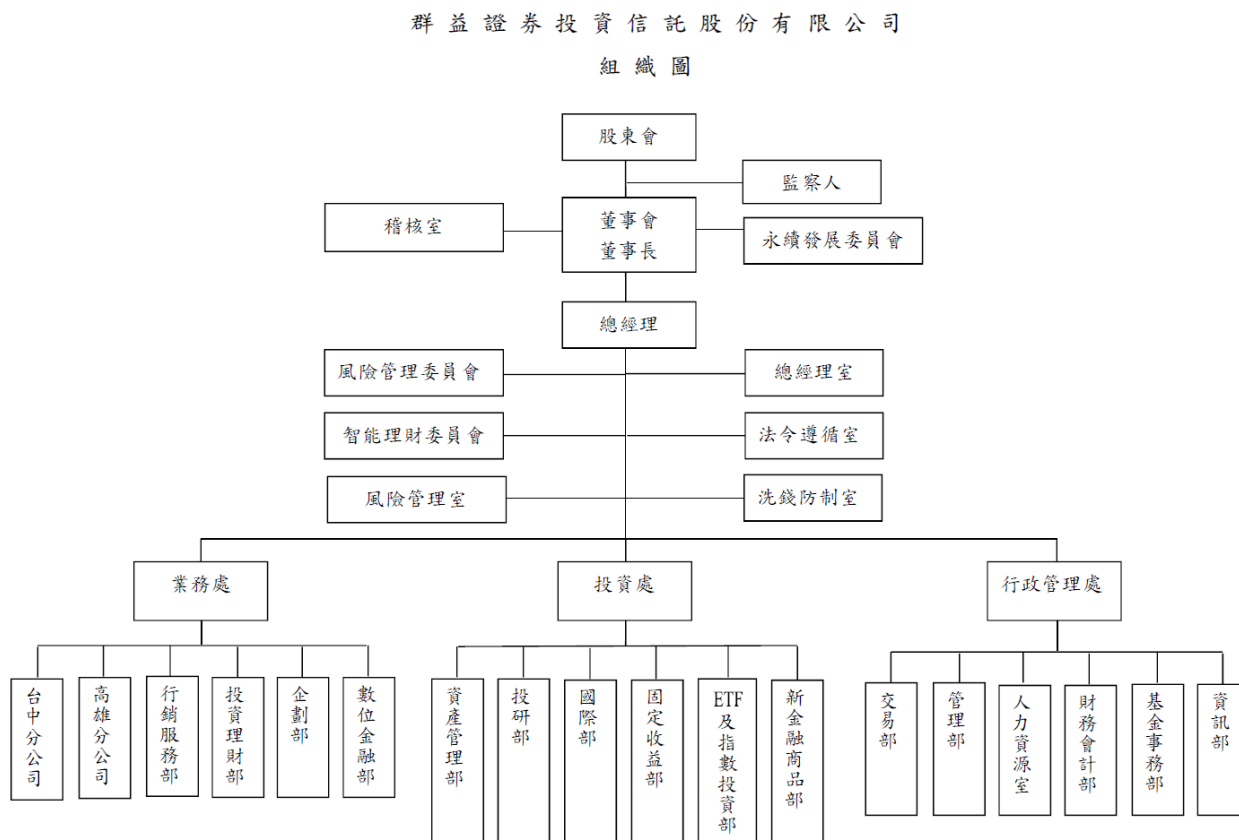 群益證券投資信託股份有限公司
組織圖
股東會
監察人
稽核室
董事會
董事長
永續發展委員會
總經理
風險管理委員會
總經理室
智能理財委員會
法令遵循室
風險管理室
洗錢防制室
業務處
投資處
行政管理處
台中分公司
高雄分公司
行銷服務部
投資理財部
企劃部
數位金融部
資產管理部
投研部
國際部
固定收益部
ETF及指數投資部
新金融商品部
交易部
管理部
人力資源室
財務會計部
基金事務部
資訊部